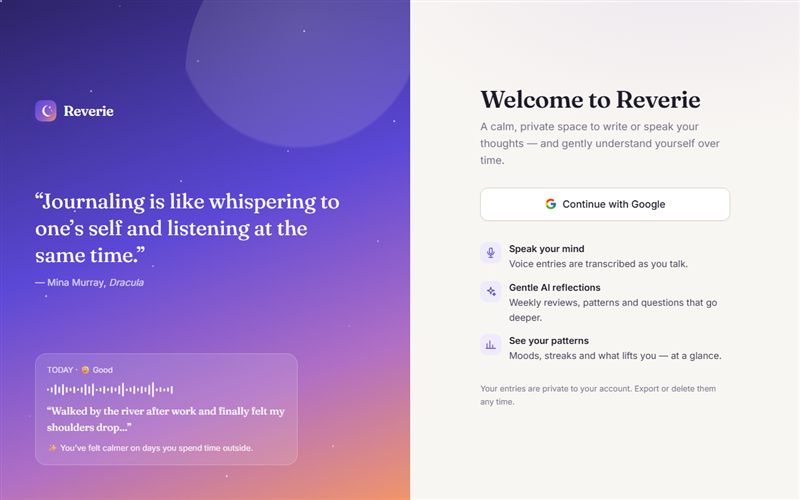 Reverie
“Journaling is like whispering to
one’s self and listening at the
same time.”
— Mina Murray, Dracula
TODAY · Good
“Walked by the river after work and finally felt my
shoulders drop…”
You’ve felt calmer on days you spend time outside.
Welcome to Reverie
A calm, private space to write or speak your
thoughts — and gently understand yourself over
time.
Continue with Google
Speak your mind
Voice entries are transcribed as you talk.
Gentle AI reflections
Weekly reviews, patterns and questions that go
deeper.
See your patterns
Moods, streaks and what lifts you — at a glance.
Your entries are private to your account. Export or delete them
any time.